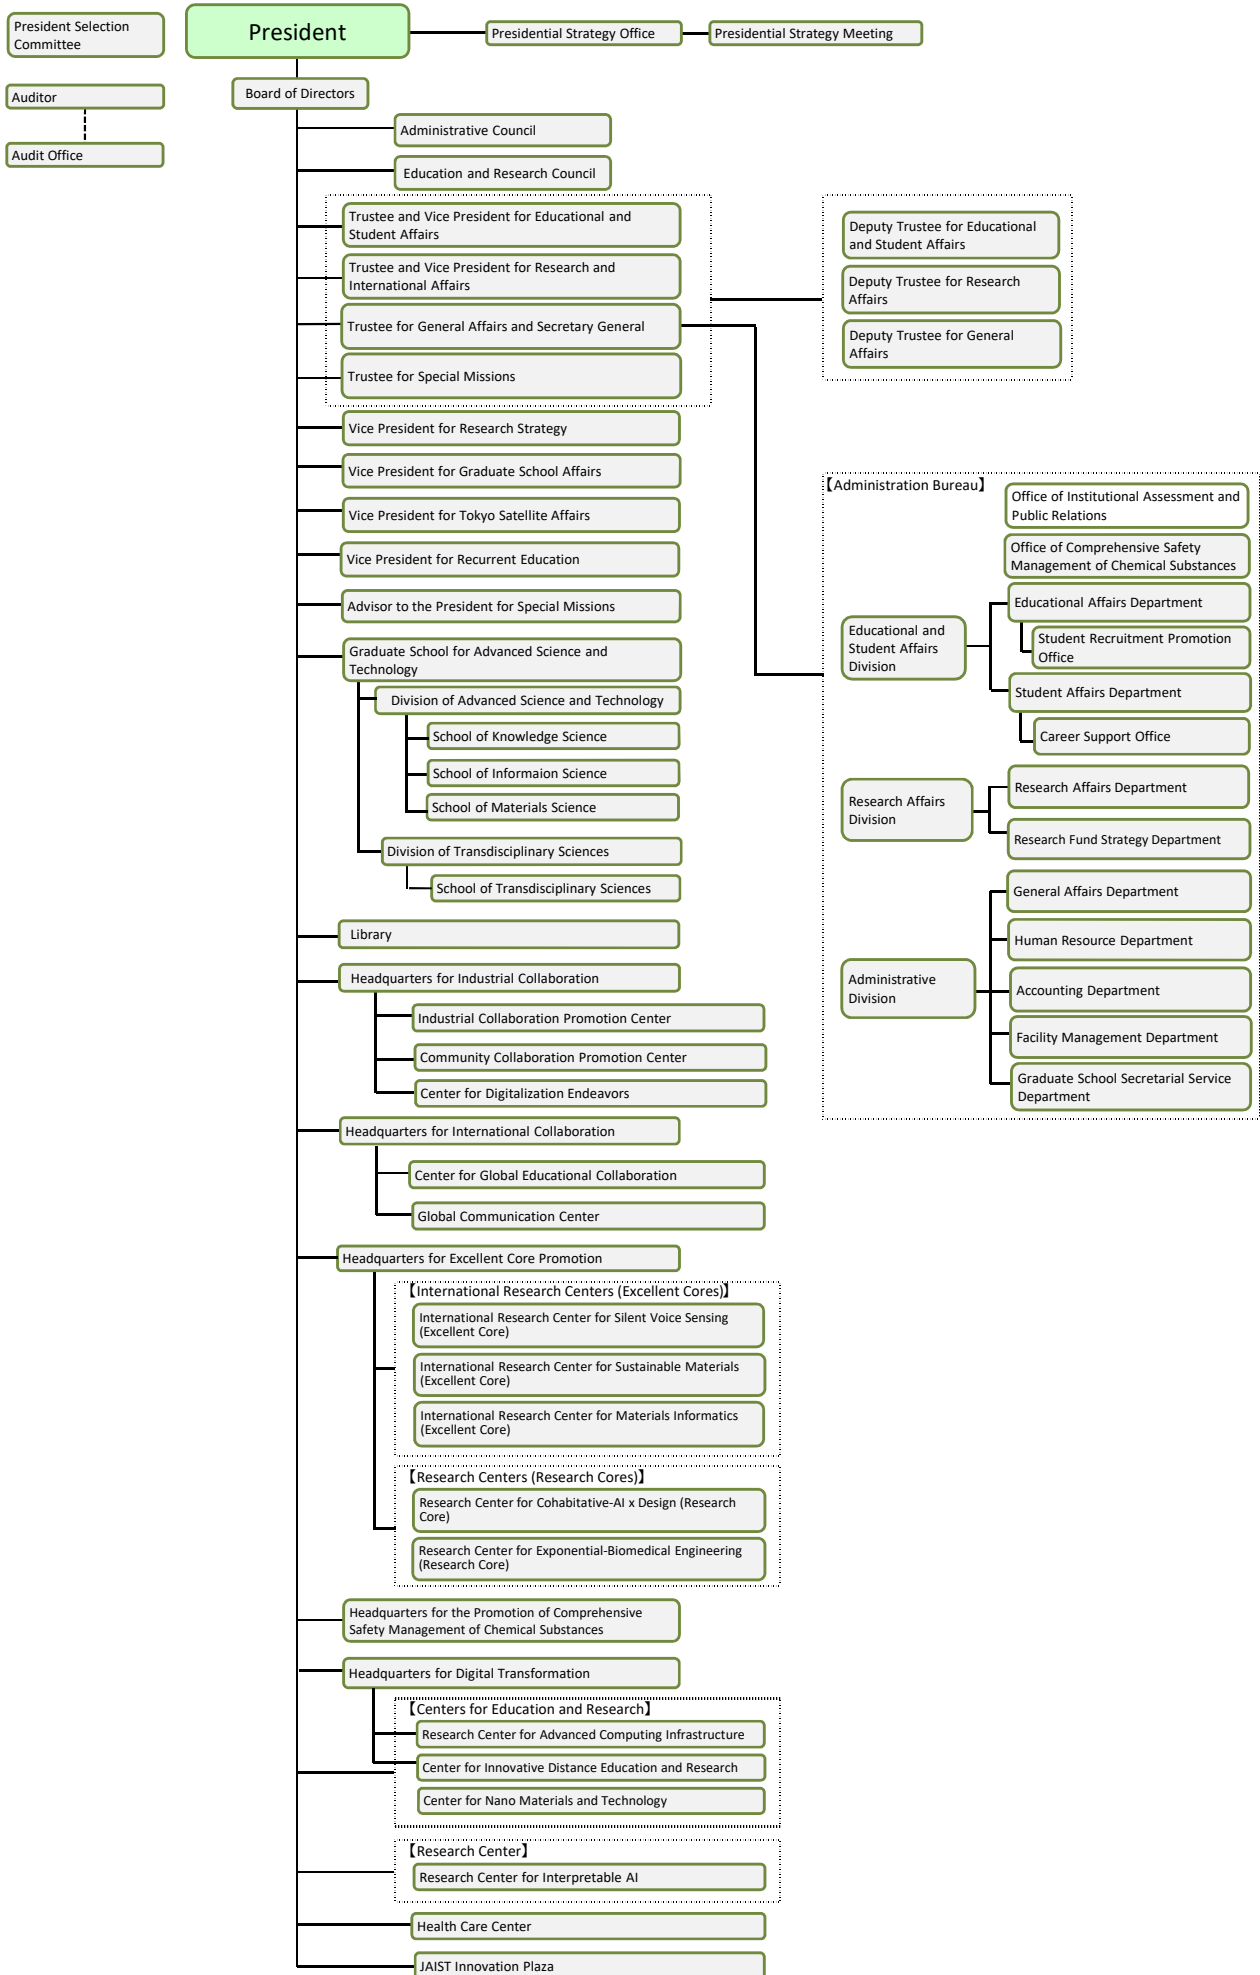 President Selection
Committee
President
Presidential Strategy Office
Presidential Strategy Meeting
Auditor
Board of Directors
Audit Office
Administrative Council
Education and Research Council
Trustee and Vice President for Educational and
Student Affairs
Trustee and Vice President for Research and
International Affairs
Trustee for General Affairs and Secretary General
Trustee for Special Missions
Deputy Trustee for Educational
and Student Affairs
Deputy Trustee for Research
Affairs
Deputy Trustee for General
Affairs
Vice President for Research Strategy
Vice President for Graduate School Affairs
Vice President for Tokyo Satellite Affairs
Vice President for Recurrent Education
Advisor to the President for Special Missions
Graduate School for Advanced Science and
Technology
Division of Advanced Science and Technology
School of Knowledge Science
School of Informaion Science
School of Materials Science
Division of Transdisciplinary Sciences
School of Transdisciplinary Sciences
【Administration Bureau】
Office of Institutional Assessment and
Public Relations
Office of Comprehensive Safety
Management of Chemical Substances
Educational and
Student Affairs
Division
Educational Affairs Department
Student Recruitment Promotion
Office
Student Affairs Department
Career Support Office
Research Affairs
Division
Research Affairs Department
Research Fund Strategy Department
Administrative
Division
General Affairs Department
Human Resource Department
Accounting Department
Facility Management Department
Graduate School Secretarial Service
Department
Library
Headquarters for Industrial Collaboration
Industrial Collaboration Promotion Center
Community Collaboration Promotion Center
Center for Digitalization Endeavors
Headquarters for International Collaboration
Center for Global Educational Collaboration
Global Communication Center
Headquarters for Excellent Core Promotion
【International Research Centers (Excellent Cores)】
International Research Center for Silent Voice Sensing
(Excellent Core)
International Research Center for Sustainable Materials
(Excellent Core)
International Research Center for Materials Informatics
(Excellent Core)
【Research Centers (Research Cores)】
Research Center for Cohabitative-AI x Design (Research
Core)
Research Center for Exponential-Biomedical Engineering
(Research Core)
Headquarters for the Promotion of Comprehensive
Safety Management of Chemical Substances
Headquarters for Digital Transformation
【Centers for Education and Research】
Research Center for Advanced Computing Infrastructure
Center for Innovative Distance Education and Research
Center for Nano Materials and Technology
【Research Center】
Research Center for Interpretable AI
Health Care Center
JAIST Innovation Plaza